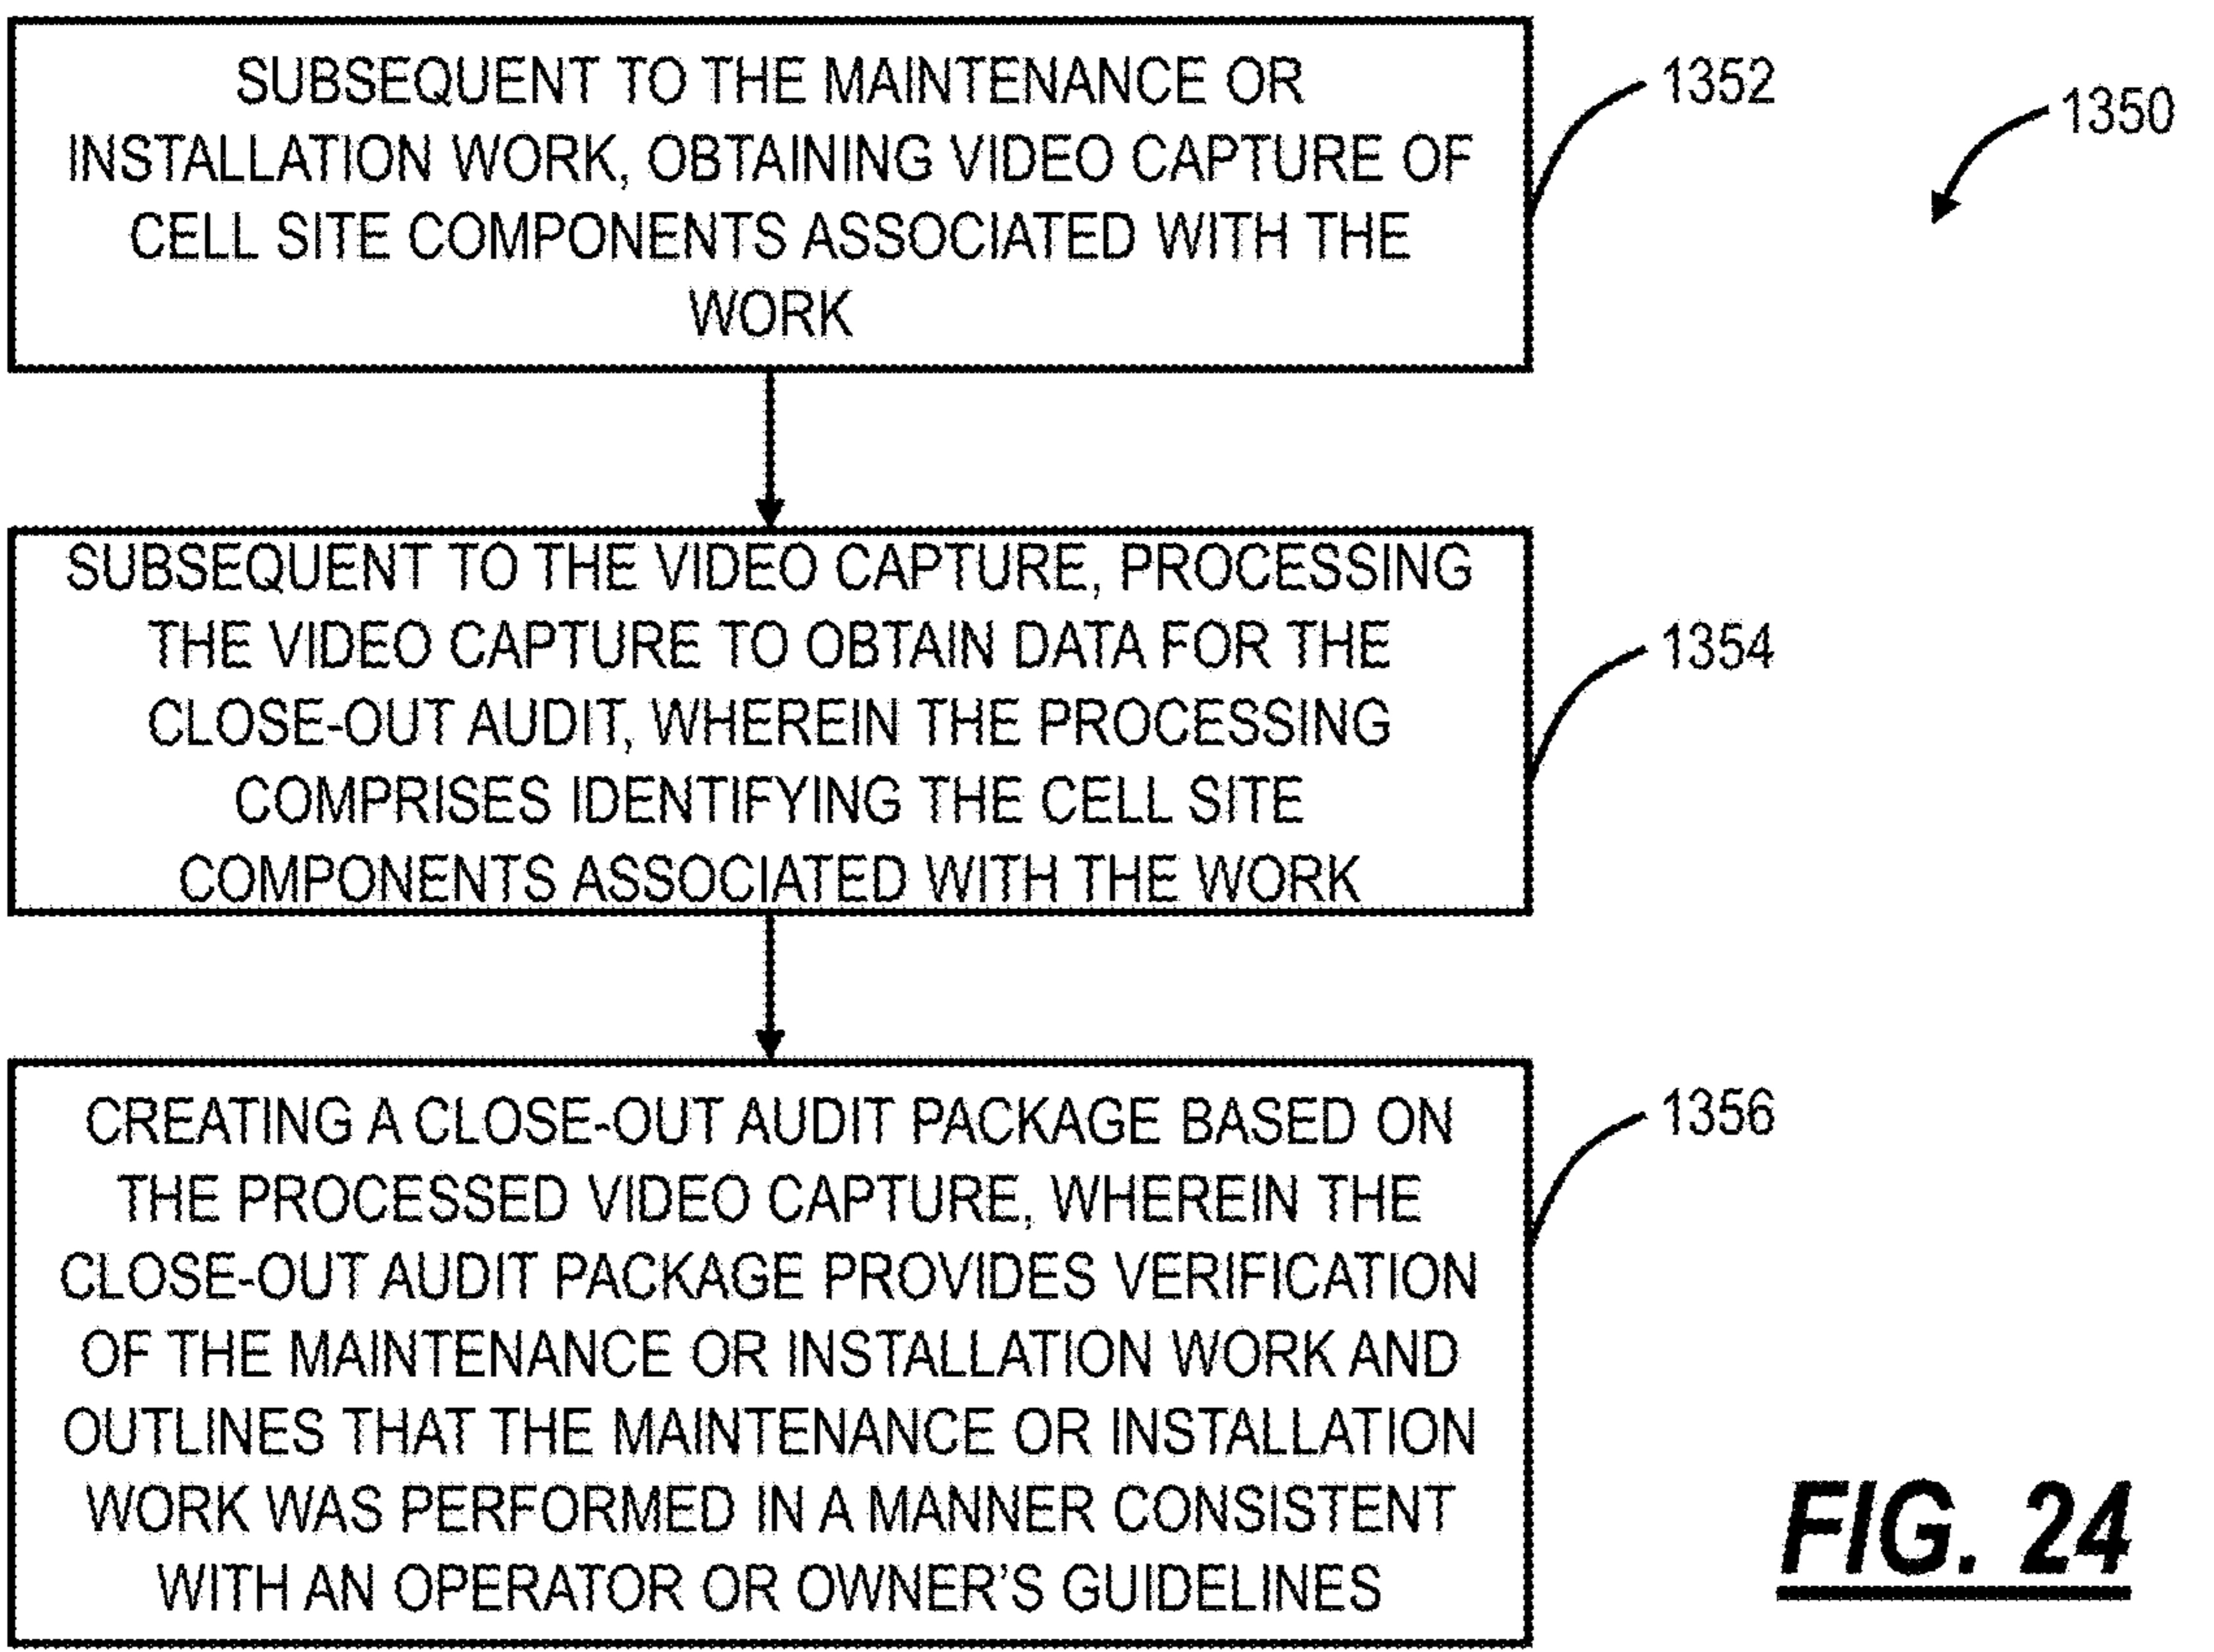 SUBSEQUENT TO THE MAINTENANCE OR
INSTALLATION WORK, OBTAINING VIDEO CAPTURE OF
CELL SITE COMPONENTS ASSOCIATED WITH THE
WORK
1352
1350
SUBSEQUENT TO THE VIDEO CAPTURE, PROCESSING
THE VIDEO CAPTURE TO OBTAIN DATA FOR THE
CLOSE-OUT AUDIT, WHEREIN THE PROCESSING
COMPRISES IDENTIFYING THE CELL SITE
COMPONENTS ASSOCIATED WITH THE WORK
1354
CREATING A CLOSE-OUT AUDIT PACKAGE BASED ON
THE PROCESSED VIDEO CAPTURE, WHEREIN THE
CLOSE-OUT AUDIT PACKAGE PROVIDES VERIFICATION
OF THE MAINTENANCE OR INSTALLATION WORK AND
OUTLINES THAT THE MAINTENANCE OR INSTALLATION
WORK WAS PERFORMED IN A MANNER CONSISTENT
WITH AN OPERATOR OR OWNER'S GUIDELINES
1356
FIG. 24